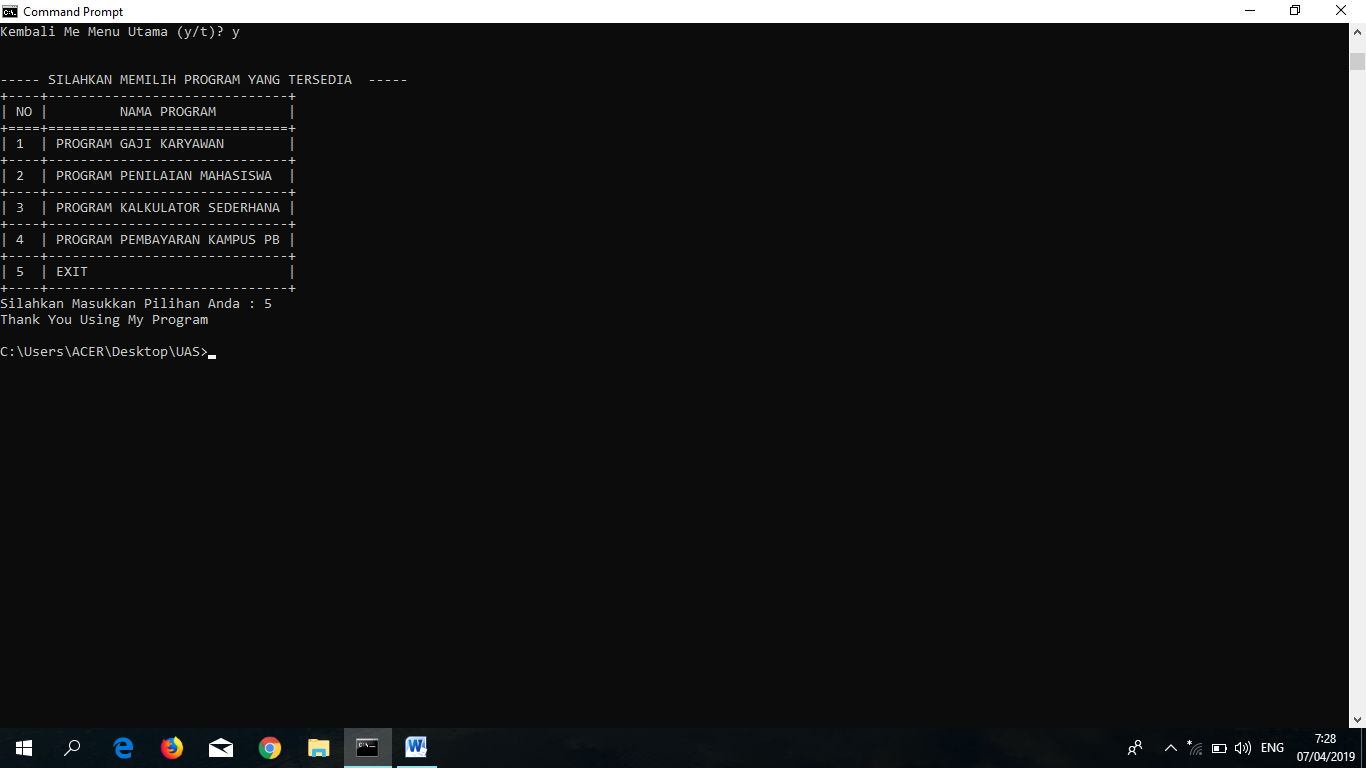 Command Prompt
Kembali Me Menu Utama (y/t)? y
----- SILAHKAN MEMILIH PROGRAM YANG TERSEDIA  -----
+----+------------------------------+
| NO |         NAMA PROGRAM         |
+====+==============================+
| 1  | PROGRAM GAJI KARYAWAN        |
+----+------------------------------+
| 2  | PROGRAM PENILAIAN MAHASISWA  |
+----+------------------------------+
| 3  | PROGRAM KALKULATOR SEDERHANA |
+----+------------------------------+
| 4  | PROGRAM PEMBAYARAN KAMPUS PB |
+----+------------------------------+
| 5  | EXIT                         |
+----+------------------------------+
Silahkan Masukkan Pilihan Anda : 5
Thank You Using My Program
C:\Users\ACER\Desktop\UAS>
ENG
7:28
07/04/2019